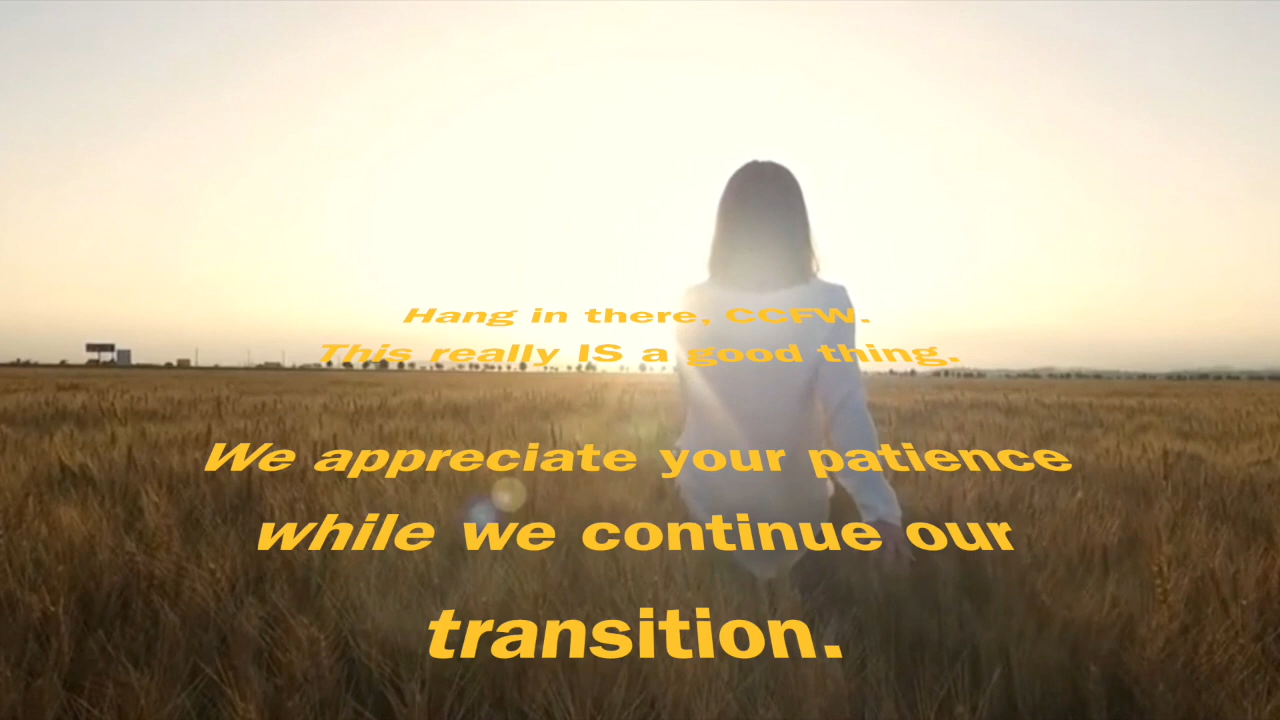 Hang in there, CCFW.
This really IS a good thing.
We appreciate your patience
while we continue our
transition.